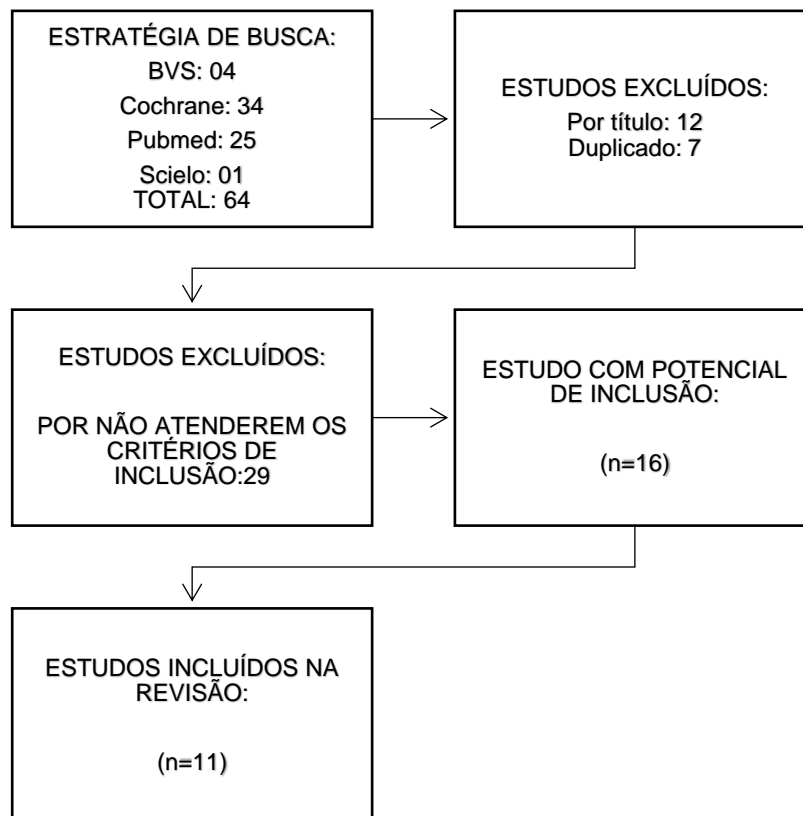 ESTRATÉGIA DE BUSCA:
BVS: 04
Cochrane: 34
Pubmed: 25
Scielo: 01
TOTAL: 64
ESTUDOS EXCLUÍDOS:
Por título: 12
Duplicado: 7
ESTUDOS EXCLUÍDOS:
POR NÃO ATENDEREM OS
CRITÉRIOS DE
INCLUSÃO:29
ESTUDO COM POTENCIAL
DE INCLUSÃO:
(n=16)
ESTUDOS INCLUÍDOS NA
REVISÃO:
(n=11)